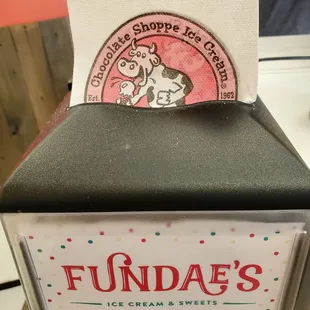 Chocolate Shoppe Ice Cream®
Est. 1962
FUNDAE'S
ICE CREAM & SWEETS